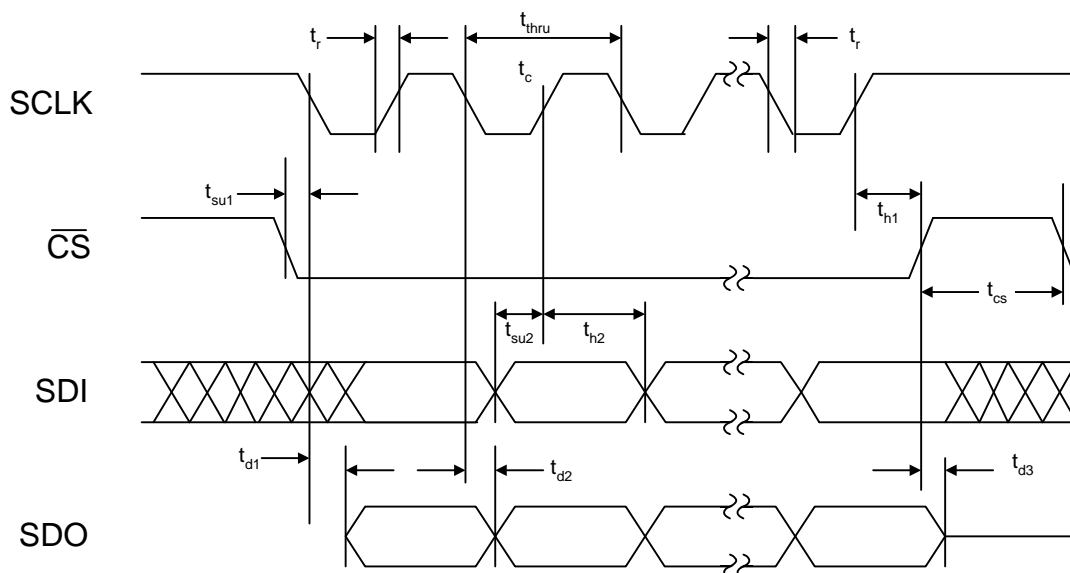 t_r
t_thru
t_r
t_c
SCLK
t_su1
t_h1
CS
t_cs
t_su2
t_h2
SDI
t_d1
t_d2
t_d3
SDO